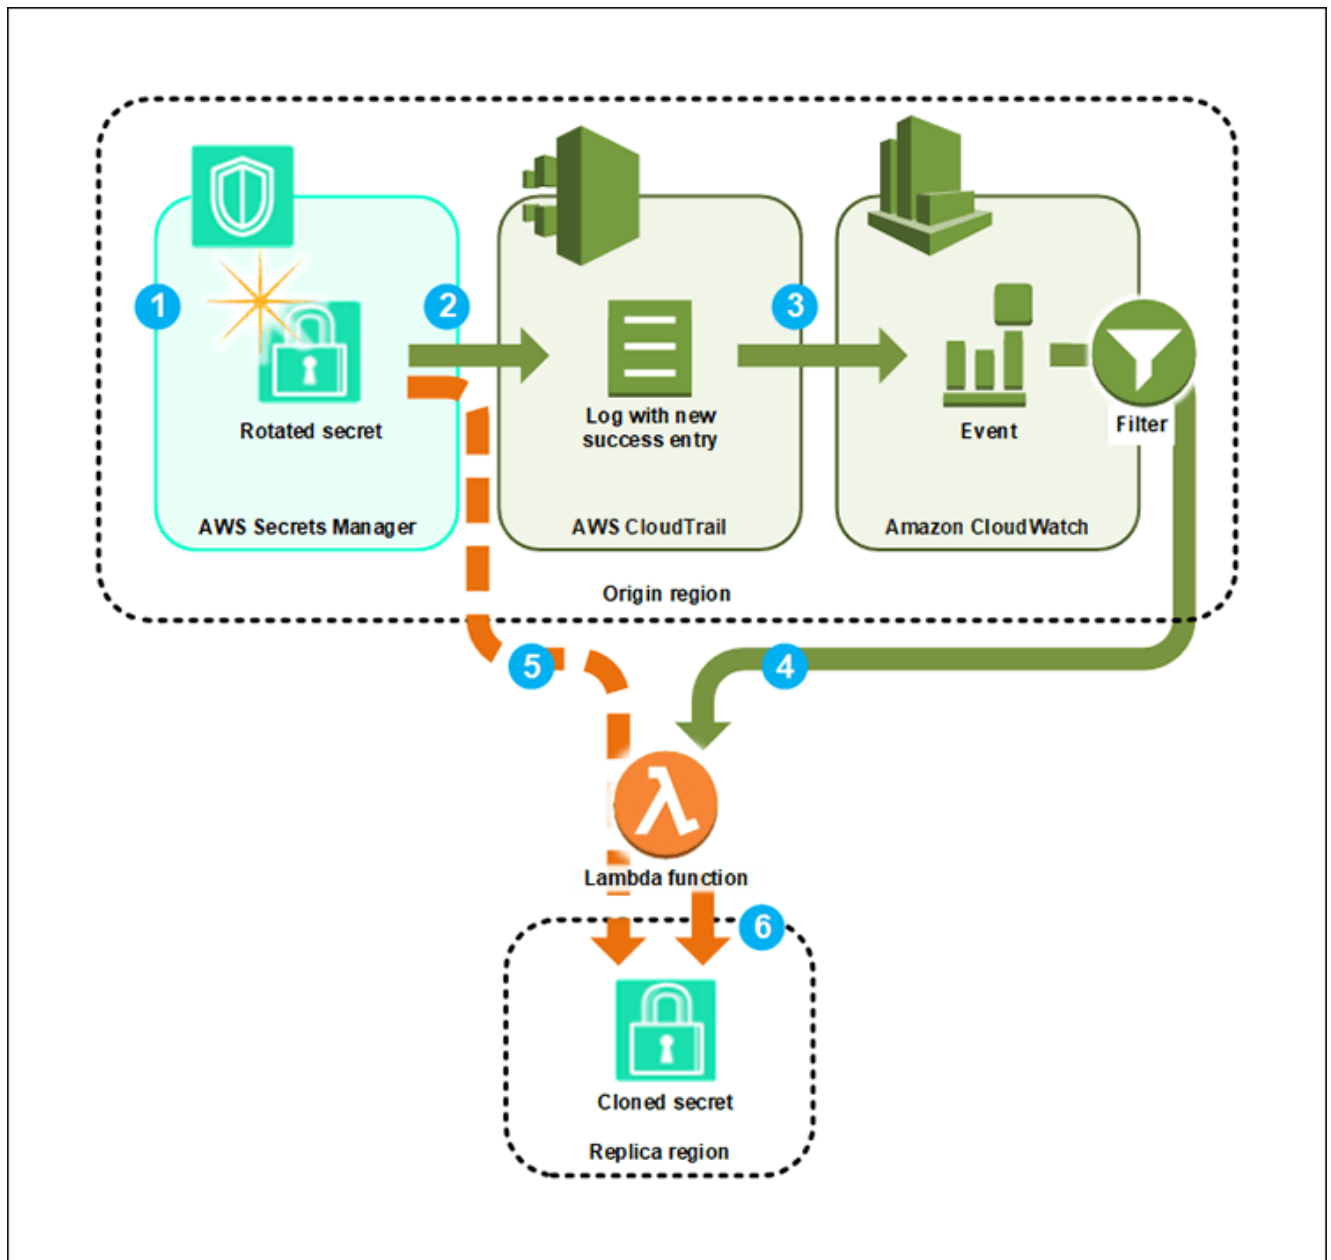 1
2
3
Rotated secret
Log with new
success entry
Event
Filter
AWS Secrets Manager
AWS CloudTrail
Amazon CloudWatch
Origin region
5
4
λ
Lambda function
6
Cloned secret
Replica region